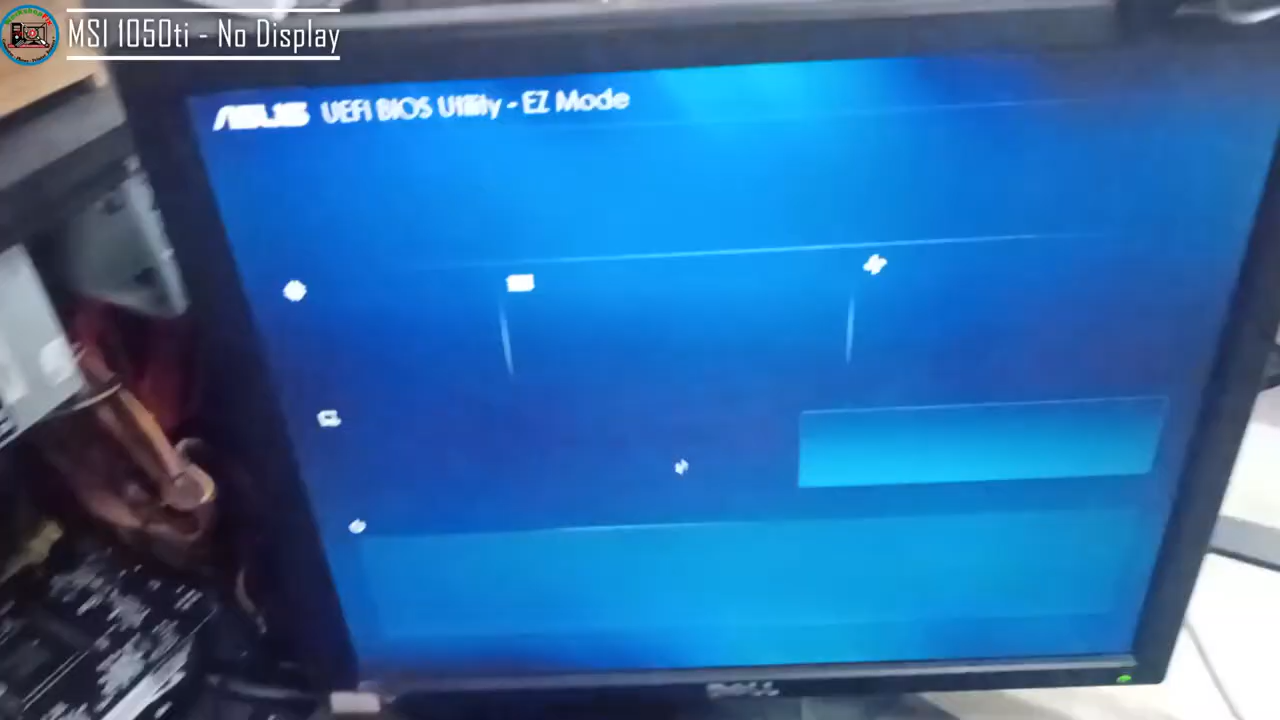 MSI 1050ti - No Display
ASUS UEFI BIOS Utility - EZ Mode
DELL